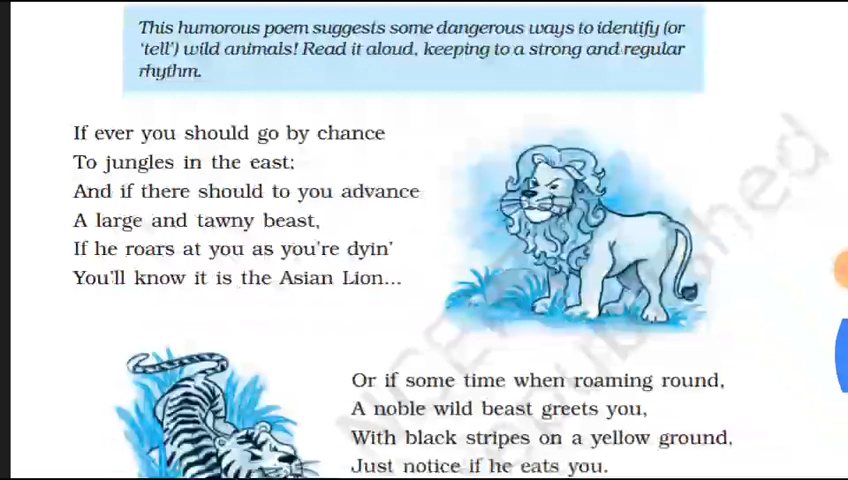 This humorous poem suggests some dangerous ways to identify (or
‘tell’) wild animals! Read it aloud, keeping to a strong and regular
rhythm.
If ever you should go by chance
To jungles in the east;
And if there should to you advance
A large and tawny beast,
If he roars at you as you’re dyin’
You’ll know it is the Asian Lion...
Or if some time when roaming round,
A noble wild beast greets you,
With black stripes on a yellow ground,
Just notice if he eats you.